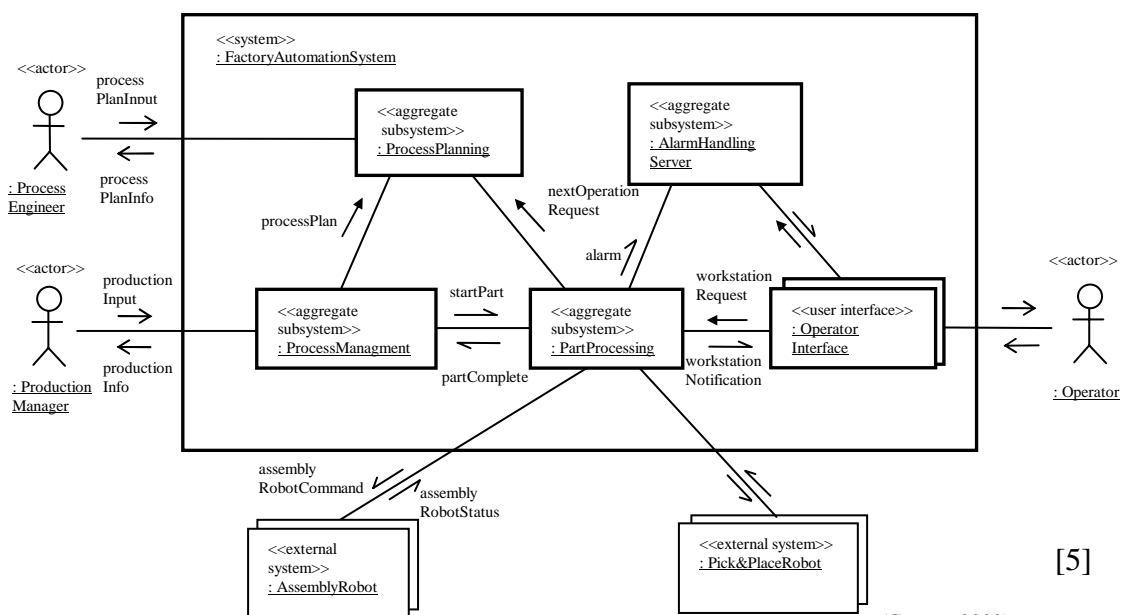 <<system>>
: FactoryAutomationSystem
<<actor>>
process
PlanInput
process
PlanInfo
: Process
Engineer
<<aggregate
subsystem>>
: ProcessPlanning
<<aggregate
subsystem>>
: AlarmHandling
Server
processPlan
nextOperation
Request
alarm
<<actor>>
production
Input
production
Info
: Production
Manager
<<aggregate
subsystem>>
: ProcessManagment
startPart
partComplete
<<aggregate
subsystem>>
: PartProcessing
workstation
Request
workstation
Notification
<<user interface>>
: Operator
Interface
<<actor>>
: Operator
assembly
RobotCommand
assembly
RobotStatus
<<external
system>>
: AssemblyRobot
<<external system>>
: Pick&PlaceRobot
[5]